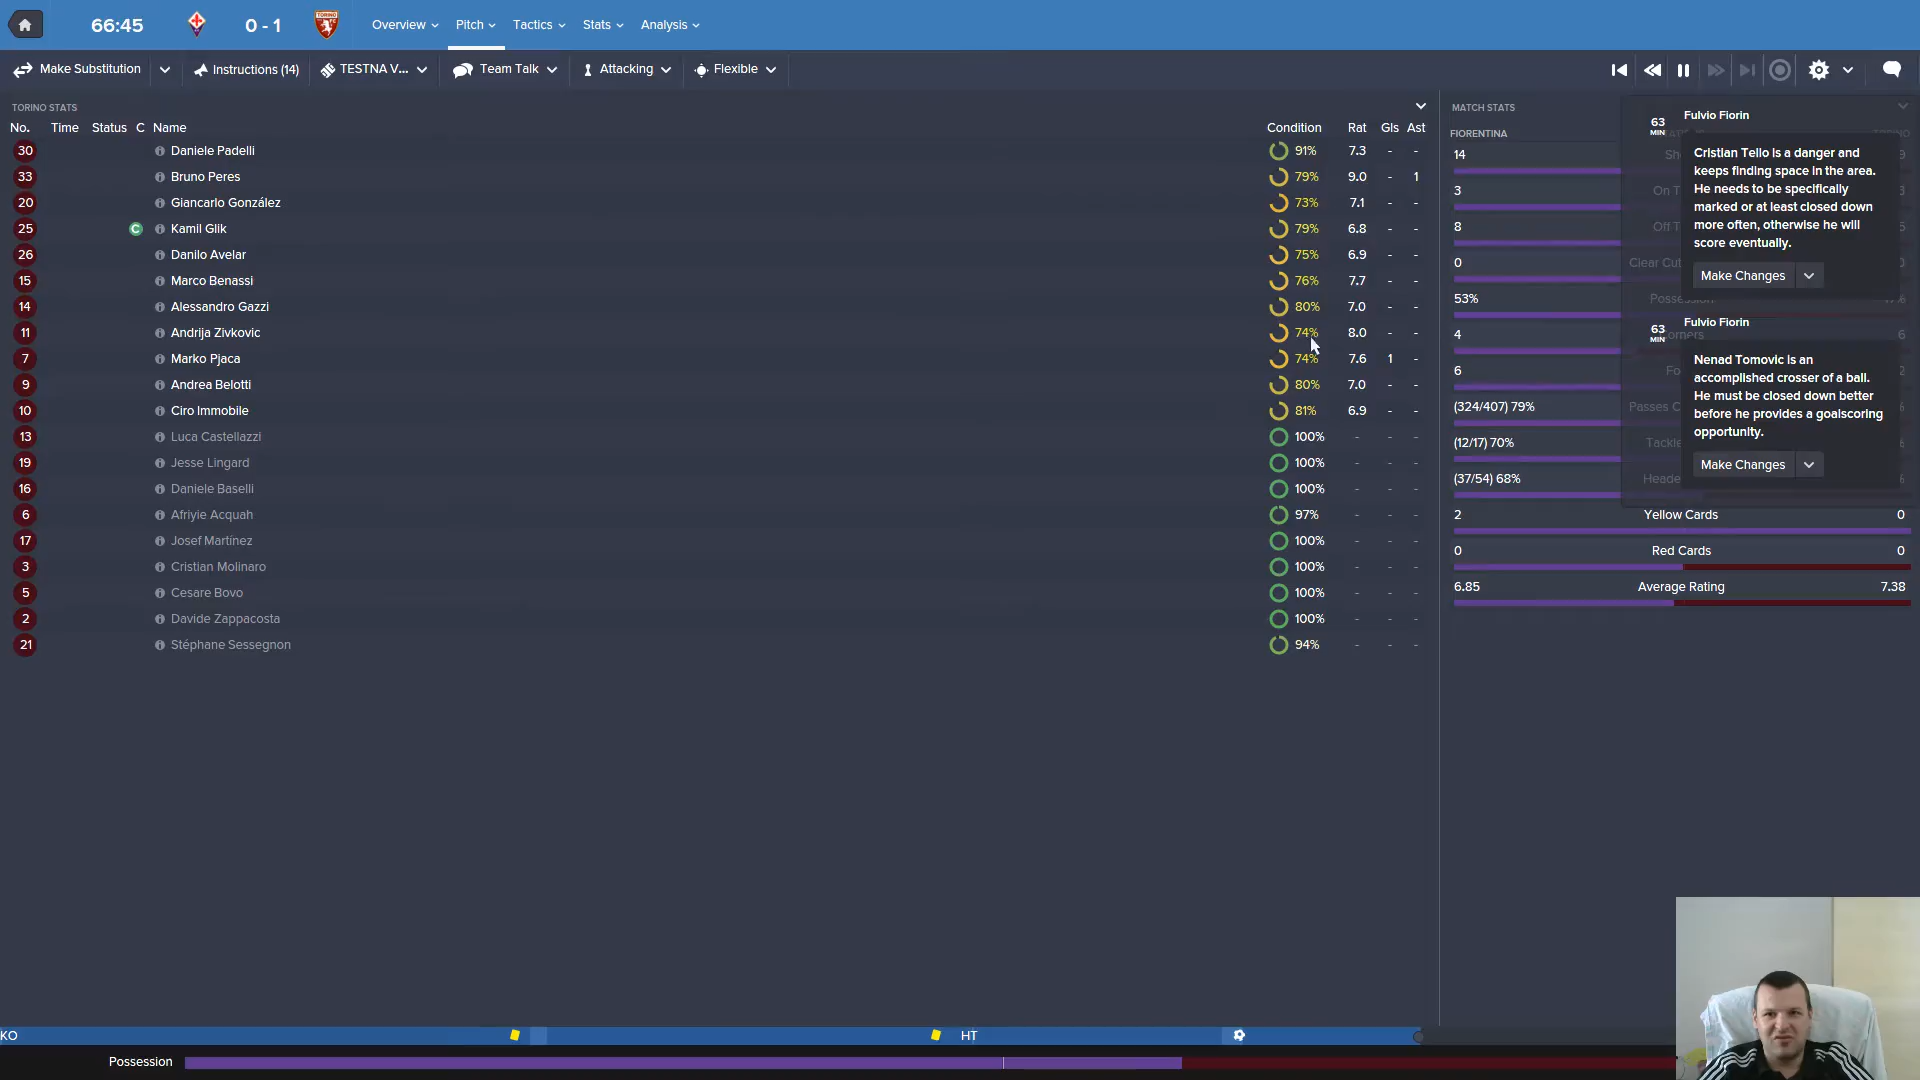 66:45 0 - 1 Overview Pitch Tactics Stats Analysis
Make Substitution Instructions (14) TESTNA V... Team Talk Attacking Flexible
TORINO STATS
No. Time Status C Name Condition Rat Gls Ast
30 Daniele Padelli 91% 7.3 - -
33 Bruno Peres 79% 9.0 - 1
20 Giancarlo González 73% 7.1 - -
25 C Kamil Glik 79% 6.8 - -
26 Danilo Avelar 75% 6.9 - -
15 Marco Benassi 76% 7.7 - -
14 Alessandro Gazzi 80% 7.0 - -
11 Andrija Zivkovic 74% 8.0 - -
7 Marko Pjaca 74% 7.6 1 -
9 Andrea Belotti 80% 7.0 - -
10 Ciro Immobile 81% 6.9 - -
13 Luca Castellazzi 100% - - -
19 Jesse Lingard 100% - - -
16 Daniele Baselli 100% - - -
6 Afriyie Acquah 97% - - -
17 Josef Martínez 100% - - -
3 Cristian Molinaro 100% - - -
5 Cesare Bovo 100% - - -
2 Davide Zappacosta 100% - - -
21 Stéphane Sessegnon 94% - - -
MATCH STATS
FIORENTINA
14
3
8
0 Clear Cut
53% Possession
4 Corners 6
6
(324/407) 79% Passes C
(12/17) 70% Tackle
(37/54) 68% Heade
2 Yellow Cards 0
0 Red Cards 0
6.85 Average Rating 7.38
63 MIN
Fulvio Fiorin
Cristian Tello is a danger and
keeps finding space in the area.
He needs to be specifically
marked or at least closed down
more often, otherwise he will
score eventually.
Make Changes
63 MIN
Fulvio Fiorin
Nenad Tomovic is an
accomplished crosser of a ball.
He must be closed down better
before he provides a goalscoring
opportunity.
Make Changes
KO HT
Possession